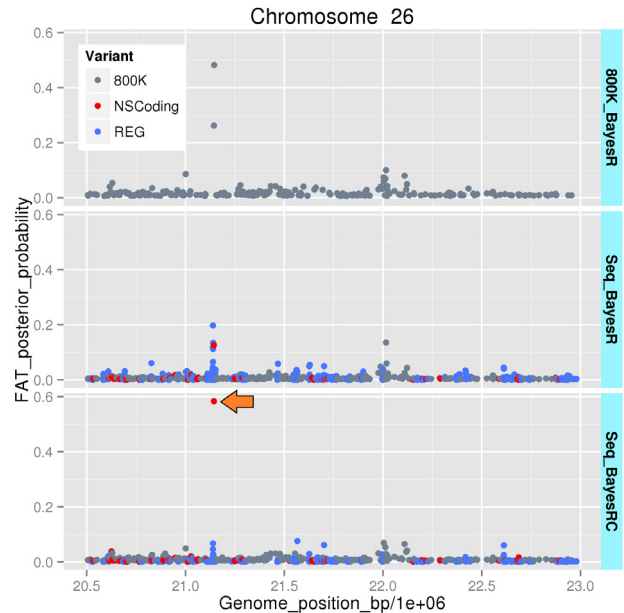 Chromosome 26
FAT_posterior_probability
0.6
0.4
0.2
0.0
Variant
800K
NSCoding
REG
800K_BayesR
0.6
0.4
0.2
0.0
Seq_BayesR
0.6
0.4
0.2
0.0
Seq_BayesRC
20.5 21.0 21.5 22.0 22.5 23.0
Genome_position_bp/1e+06